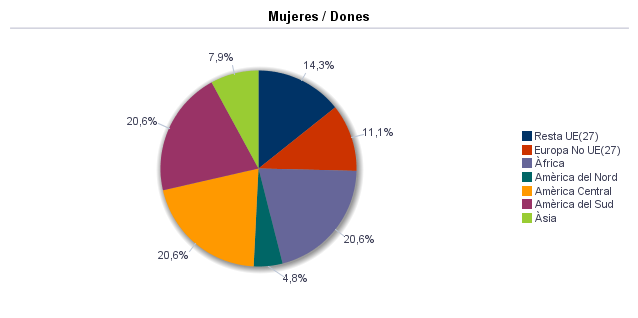 Mujeres / Dones
7,9%
14,3%
11,1%
20,6%
20,6%
20,6%
4,8%
Resta UE(27)
Europa No UE(27)
Àfrica
Amèrica del Nord
Amèrica Central
Amèrica del Sud
Àsia